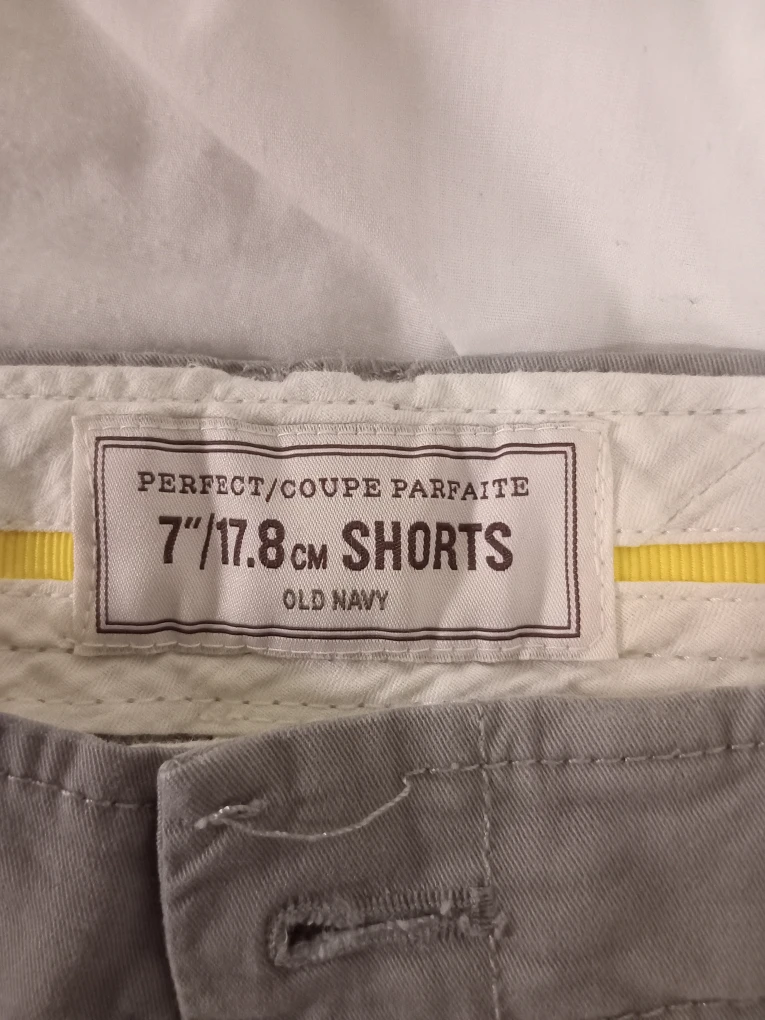 PERFECT/COUPE PARFAITE
7"/17.8CM SHORTS
OLD NAVY